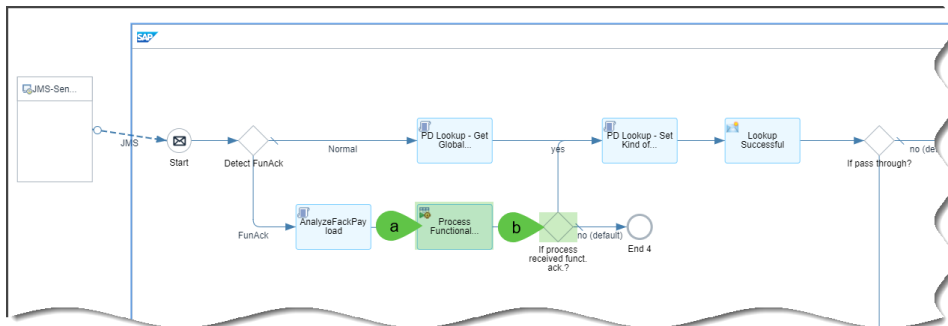 SAP
JMS-Sen...
JMS
Start
Detect FunAck
Normal
PD Lookup - Get
Global...
yes
PD Lookup - Set
Kind of...
Lookup
Successful
If pass through?
no (de
FunAck
AnalyzeFackPay
load
a
Process
Functional...
b
If process
received funct.
ack.?
no (default)
End 4